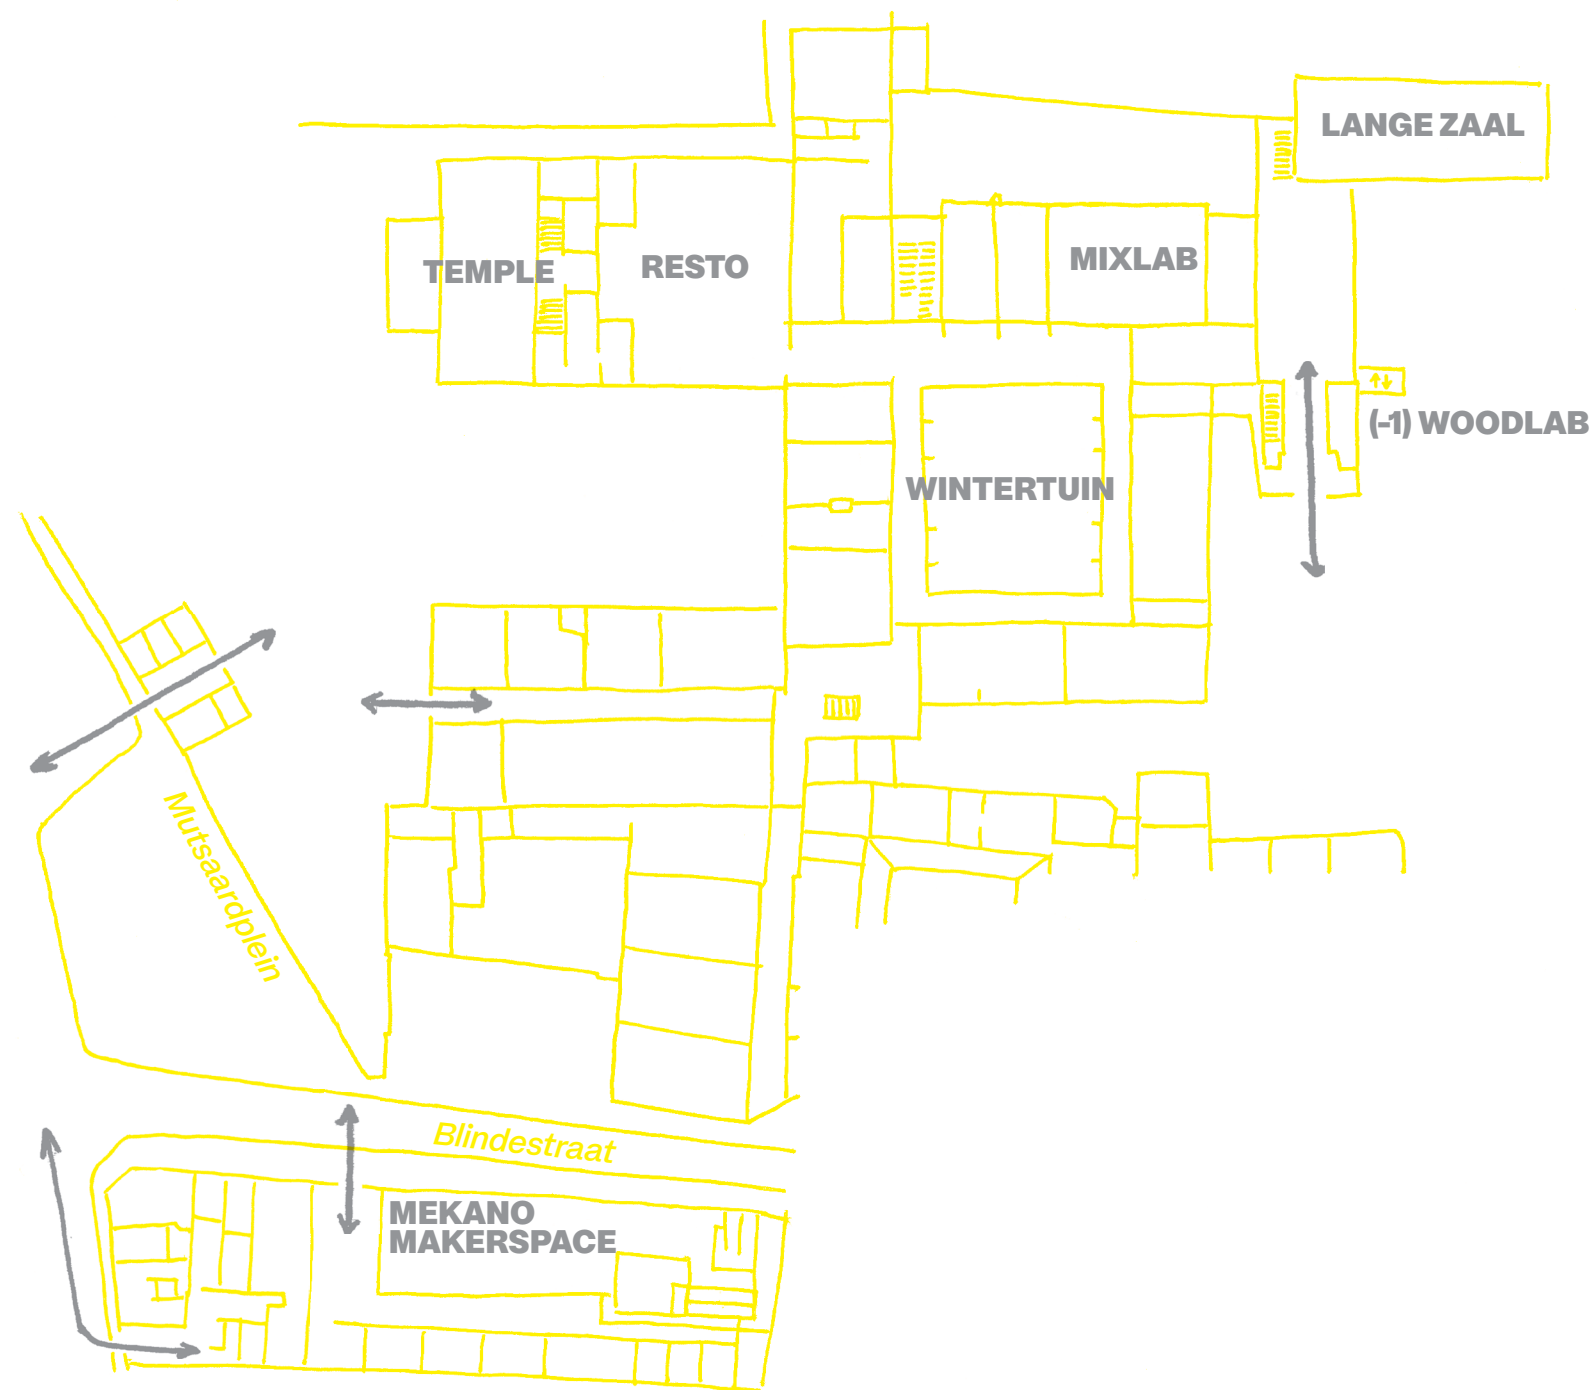 LANGE ZAAL
TEMPLE
RESTO
MIXLAB
(-1) WOODLAB
WINTERTUIN
Mutsaardplein
Blindestraat
MEKANO
MAKERSPACE